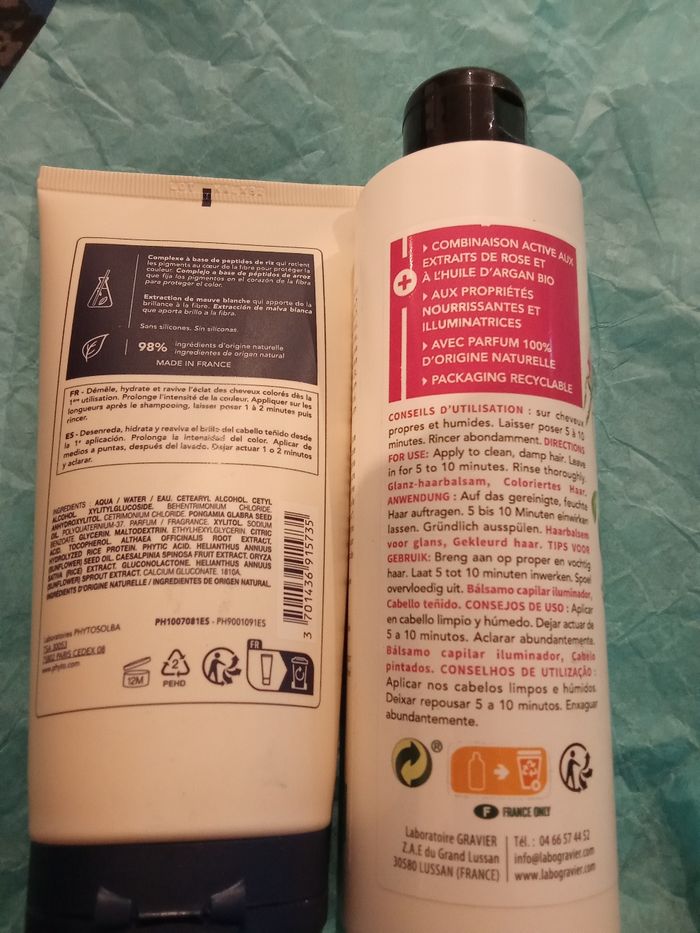 Complexe à base de peptides de riz qui retient
les pigments au cœur de la fibre pour protéger la
couleur. Complejo a base de péptidos de arroz
que fija los pigmentos en el corazón de la fibra
para proteger el color.
Extraction de mauve blanche qui apporte de la
brillance à la fibre. Extracción de malva blanca
que aporta brillo a la fibra.
Sans silicones. Sin siliconas.
98% ingrédients d'origine naturelle
ingredientes de origen natural
MADE IN FRANCE
FR - Démêle, hydrate et ravive l'éclat des cheveux colorés dès la
1ère utilisation. Prolonge l'intensité de la couleur. Appliquer sur les
longueurs après le shampooing, laisser poser 1 à 2 minutes puis
rincer.
ES - Desenreda, hidrata y reaviva el brillo del cabello teñido desde
la 1ª aplicación. Prolonga la intensidad del color. Aplicar de
medios a puntas, después del lavado. Dejar actuar 1 o 2 minutos
y aclarar.
INGREDIENTS : AQUA / WATER / EAU. CETEARYL ALCOHOL. CETYL
ALCOHOL. XYLITYLGLUCOSIDE. BEHENTRIMONIUM CHLORIDE.
ANHYDROXYLITOL. CETRIMONIUM CHLORIDE. PONGAMIA GLABRA SEED
OIL. POLYQUATERNIUM-37. PARFUM / FRAGRANCE. XYLITOL. SODIUM
BENZOATE. GLYCERIN. MALTODEXTRIN. ETHYLHEXYLGLYCERIN. CITRIC
ACID. TOCOPHEROL. ALTHAEA OFFICINALIS ROOT EXTRACT.
HYDROLYZED RICE PROTEIN. PHYTIC ACID. HELIANTHUS ANNUUS
(SUNFLOWER) SEED OIL. CAESALPINIA SPINOSA FRUIT EXTRACT. ORYZA
SATIVA (RICE) EXTRACT. GLUCONOLACTONE. HELIANTHUS ANNUUS
(SUNFLOWER) SPROUT EXTRACT. CALCIUM GLUCONATE. 1810A.
INGRÉDIENTS D'ORIGINE NATURELLE / INGREDIENTES DE ORIGEN NATURAL.
3 701436 915735
PH1007081ES - PH9001091ES
Laboratoires PHYTOSOLBA
TSA 30053
75802 PARIS CEDEX 08
www.phyto.com
12M
2
PEHD
FR
COMBINAISON ACTIVE AUX
EXTRAITS DE ROSE ET
À L'HUILE D'ARGAN BIO
AUX PROPRIÉTÉS
NOURRISSANTES ET
ILLUMINATRICES
AVEC PARFUM 100%
D'ORIGINE NATURELLE
PACKAGING RECYCLABLE
CONSEILS D'UTILISATION : sur cheveux
propres et humides. Laisser poser 5 à 10
minutes. Rincer abondamment. DIRECTIONS
FOR USE: Apply to clean, damp hair. Leave
in for 5 to 10 minutes. Rinse thoroughly.
Glanz-haarbalsam, Coloriertes Haar.
ANWENDUNG : Auf das gereinigte, feuchte
Haar auftragen. 5 bis 10 Minuten einwirken
lassen. Gründlich ausspülen. Haarbalsem
voor glans, Gekleurd haar. TIPS VOOR
GEBRUIK: Breng aan op proper en vochtig
haar. Laat 5 tot 10 minuten inwerken. Spoel
overvloedig uit. Bálsamo capilar iluminador,
Cabello teñido. CONSEJOS DE USO : Aplicar
en cabello limpio y húmedo. Dejar actuar de
5 a 10 minutos. Aclarar abundantemente.
Bálsamo capilar iluminador, Cabelo
pintados. CONSELHOS DE UTILIZAÇÃO :
Aplicar nos cabelos limpos e húmidos.
Deixar repousar 5 a 10 minutos. Enxaguar
abundantemente.
®
F FRANCE ONLY
Laboratoire GRAVIER
Z.A.E du Grand Lussan
30580 LUSSAN (FRANCE)
Tél. : 04 66 57 44 52
info@labogravier.com
www.labogravier.com